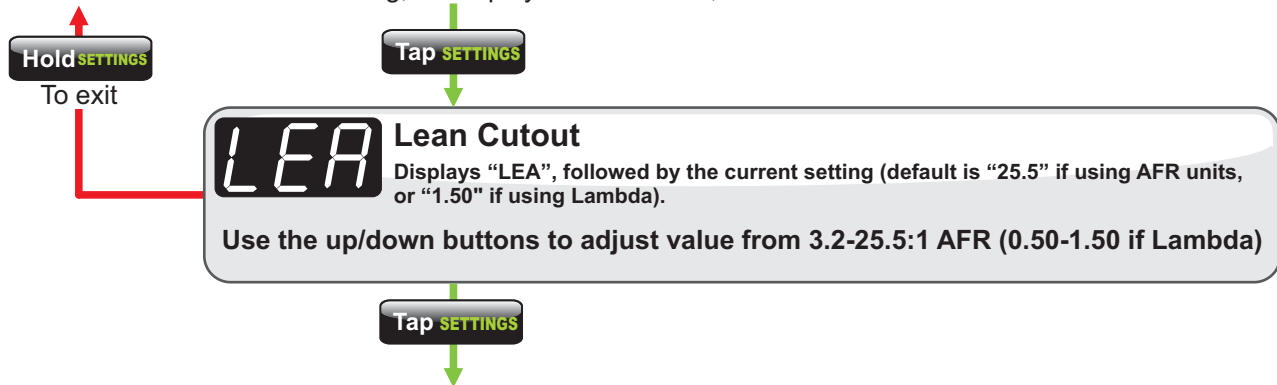 Hold SETTINGS
To exit
Tap SETTINGS
LEA
Lean Cutout
Displays “LEA”, followed by the current setting (default is “25.5” if using AFR units,
or “1.50" if using Lambda).
Use the up/down buttons to adjust value from 3.2-25.5:1 AFR (0.50-1.50 if Lambda)
Tap SETTINGS